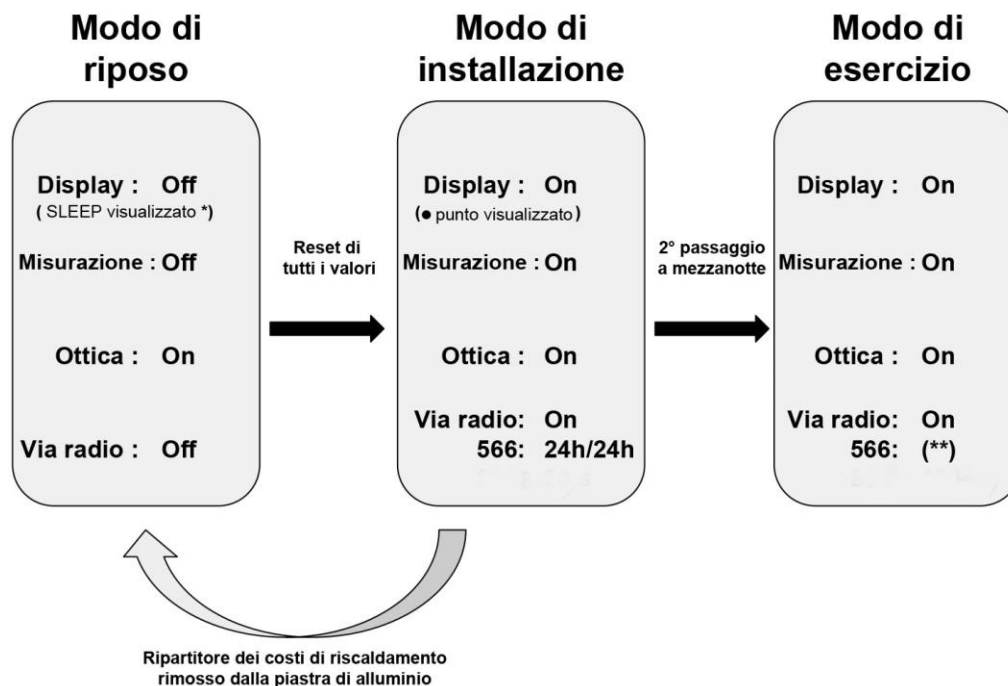 Modo di
riposo
Modo di
installazione
Modo di
esercizio
Display : Off
( SLEEP visualizzato *)
Misurazione : Off
Ottica : On
Via radio : Off
Reset di
tutti i valori
Display : On
(● punto visualizzato)
Misurazione : On
Ottica : On
Via radio: On
566: 24h/24h
2º passaggio
a mezzanotte
Display : On
Misurazione : On
Ottica : On
Via radio: On
566: (**)
Ripartitore dei costi di riscaldamento
rimosso dalla piastra di alluminio